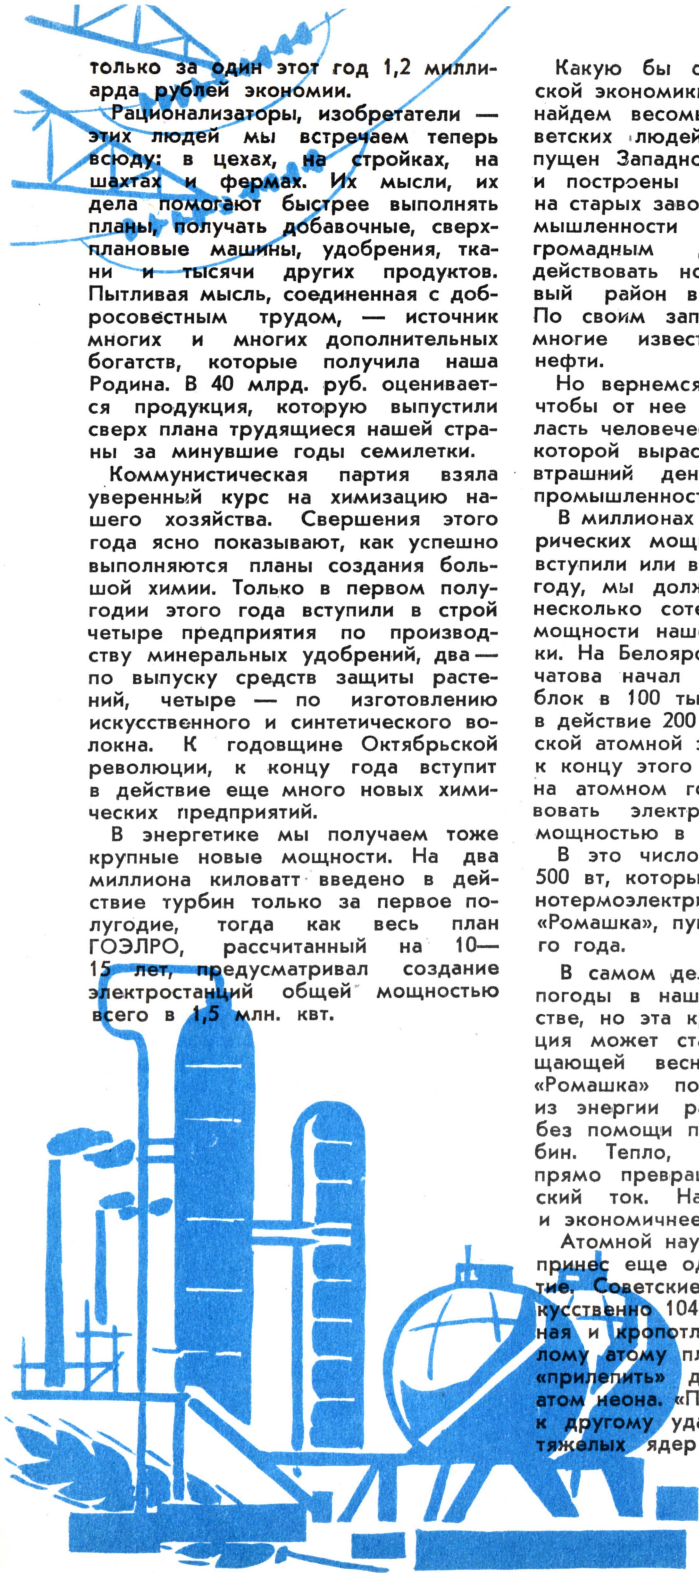 только за один этот год 1,2 милли-
арда рублей экономии.
Рационализаторы, изобретатели —
этих людей мы встречаем теперь
всюду: в цехах, на стройках, на
шахтах и фермах. Их мысли, их
дела помогают быстрее выполнять
планы, получать добавочные, сверх-
плановые машины, удобрения, тка-
ни и тысячи других продуктов.
Пытливая мысль, соединенная с доб-
росовестным трудом, — источник
многих и многих дополнительных
богатств, которые получила наша
Родина. В 40 млрд. руб. оценивает-
ся продукция, которую выпустили
сверх плана трудящиеся нашей стра-
ны за минувшие годы семилетки.
Коммунистическая партия взяла
уверенный курс на химизацию на-
шего хозяйства. Свершения этого
года ясно показывают, как успешно
выполняются планы создания боль-
шой химии. Только в первом полу-
годии этого года вступили в строй
четыре предприятия по производ-
ству минеральных удобрений, два —
по выпуску средств защиты расте-
ний, четыре — по изготовлению
искусственного и синтетического во-
локна. К годовщине Октябрьской
революции, к концу года вступит
в действие еще много новых хими-
ческих предприятий.
В энергетике мы получаем тоже
крупные новые мощности. На два
миллиона киловатт введено в дей-
ствие турбин только за первое по-
лугодие, тогда как весь план
ГОЭЛРО, рассчитанный на 10—
15 лет, предусматривал создание
электростанций общей мощностью
всего в 1,5 млн. квт.
Какую бы
ской экономик
найдем весом
ветских людей
пущен Западн
и построены
на старых заво
мышленности
громадным
действовать но
вый район в
По своим зап
многие извест
нефти.
Но вернемся
чтобы от нее
ласть человече
которой вырас
втрашний ден
промышленност
В миллионах
рических мощ
вступили или в
году, мы долж
несколько соте
мощности наш
ки. На Белоярс
чатова начал
блок в 100 ты
в действие 200
ской атомной
к концу этого
на атомном го
вовать электр
мощностью в
В это число
500 вт, которы
нотермоэлектри
«Ромашка», пу
го года.
В самом дел
погоды в наш
стве, но эта к
ция может ста
щающей весн
«Ромашка» по
из энергии р
без помощи п
бин. Тепло,
прямо превра
ский ток. На
и экономичнее
Атомной нау
принес еще од
тие. Советские
кусственно 104
ная и кропотл
лому атому пл
«прилепить» д
атом неона. «П
к другому уда
тяжелых ядер